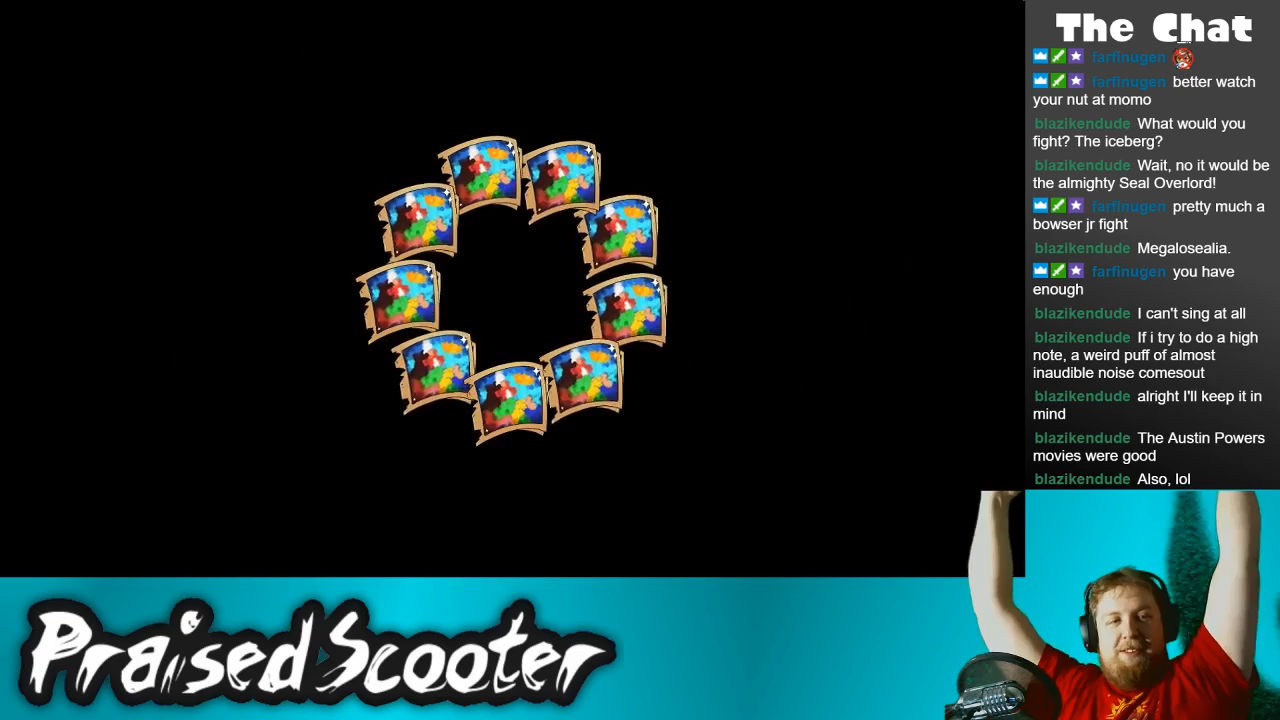 The Chat
farfinugen
farfinugen better watch
your nut at momo
blazikendude What would you
fight? The iceberg?
blazikendude Wait, no it would be
the almighty Seal Overlord!
farfinugen pretty much a
bowser jr fight
blazikendude Megalosealia.
farfinugen you have
enough
blazikendude I can't sing at all
blazikendude If i try to do a high
note, a weird puff of almost
inaudible noise comesout
blazikendude alright I'll keep it in
mind
blazikendude The Austin Powers
movies were good
blazikendude Also, lol
PraisedScooter